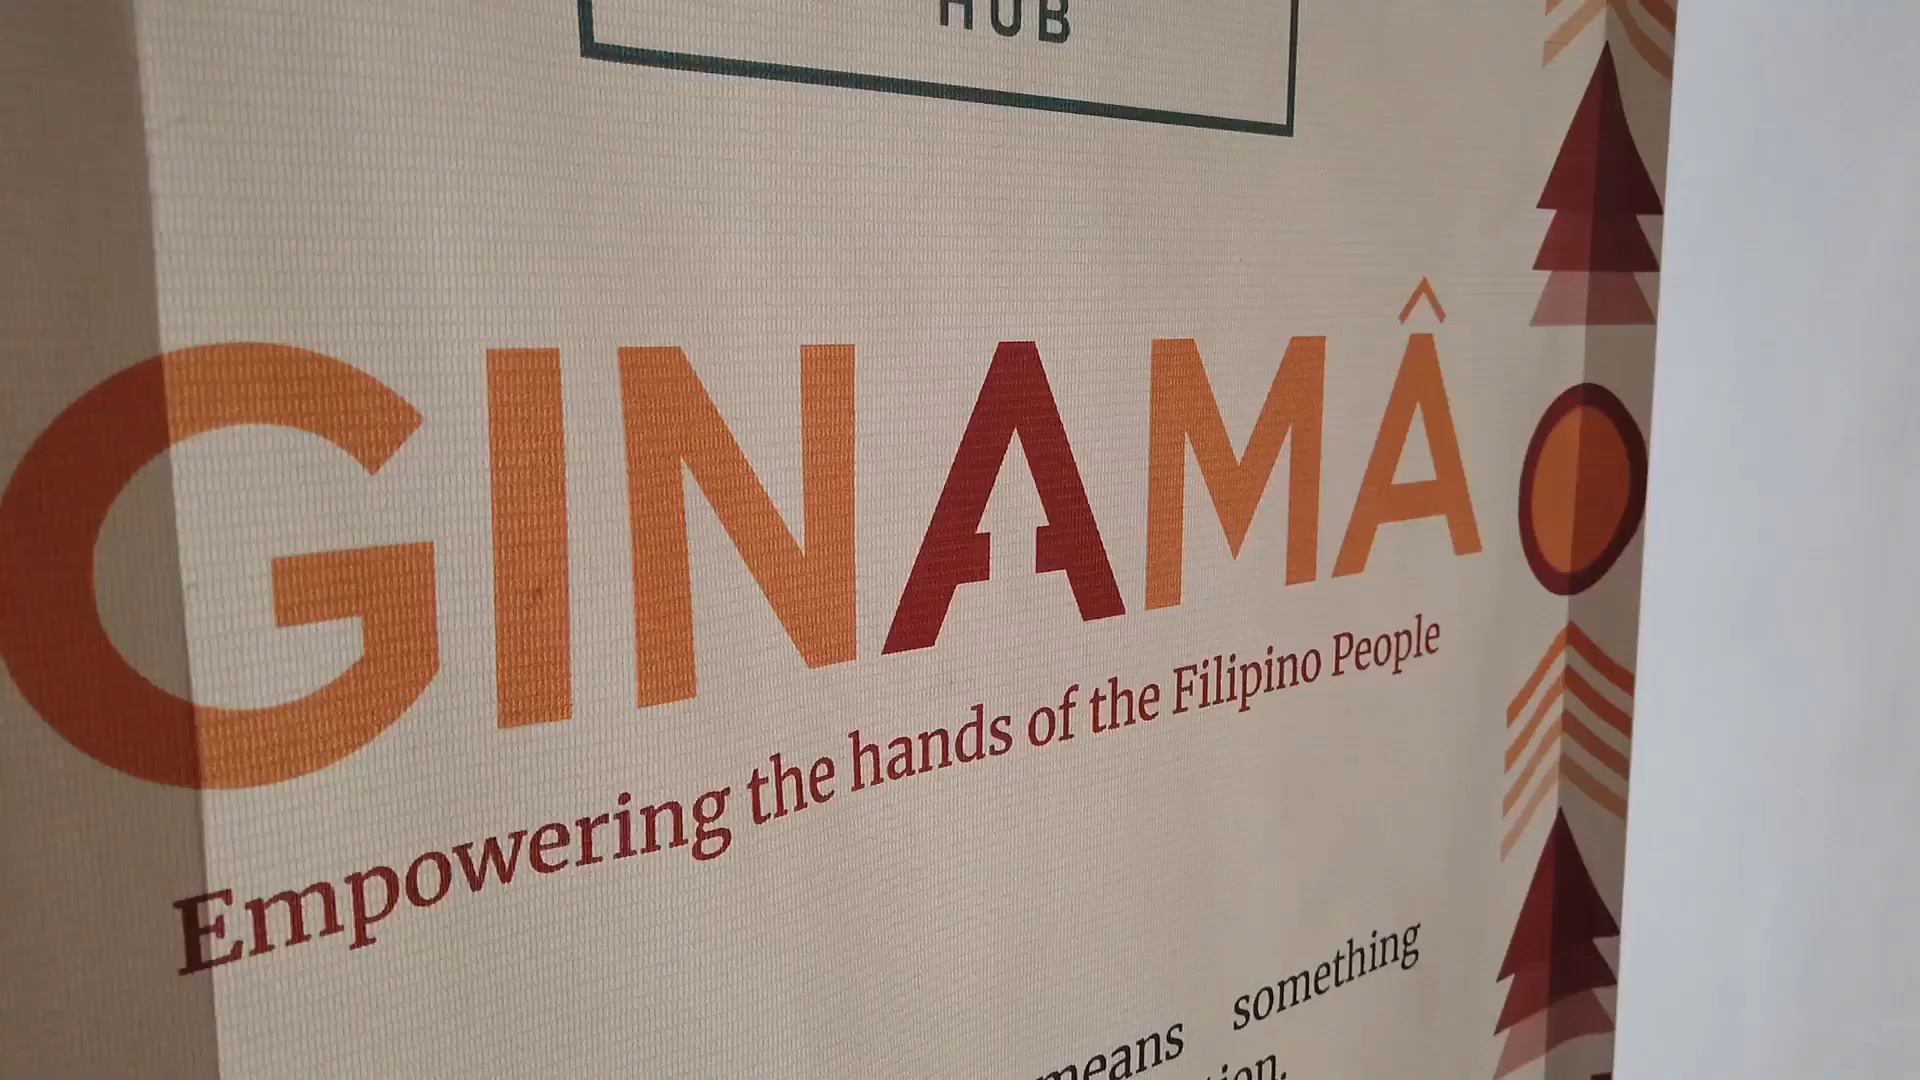 HUB
GINAMÂ
Empowering the hands of the Filipino People
means something